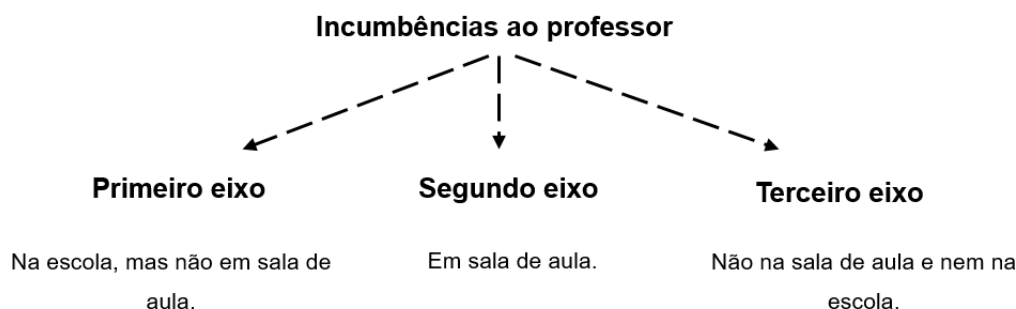 Incumbências ao professor
Primeiro eixo
Segundo eixo
Terceiro eixo
Na escola, mas não em sala de
aula.
Em sala de aula.
Não na sala de aula e nem na
escola.